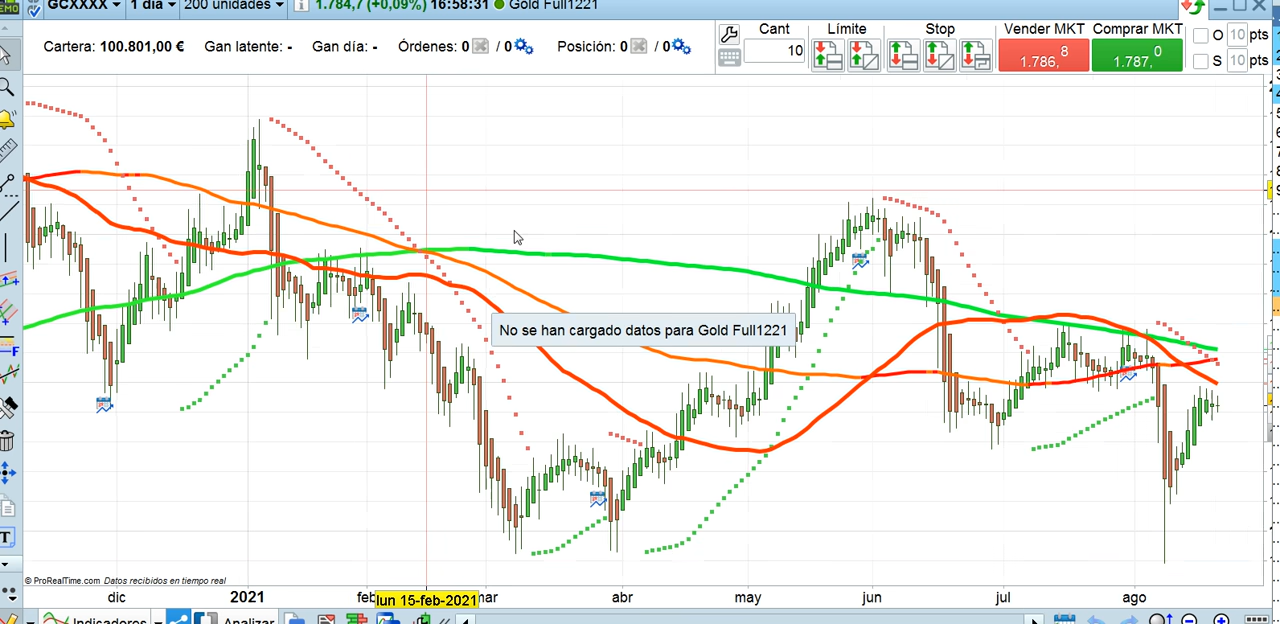 GCXXXX 1 día 200 unidades 1.784,7 (+0,09%) 16:58:31 Gold Full1221
DEMO
Cartera: 100.801,00 € Gan latente: - Gan día: - Órdenes: 0 / 0 Posición: 0 / 0
Cant Límite Stop Vender MKT Comprar MKT O 10 pts
10 1.786,8 1.787,0 S 10 pts
No se han cargado datos para Gold Full1221
© ProRealTime.com Datos recibidos en tiempo real
dic 2021 feb lun 15-feb-2021 mar abr may jun jul ago
Indicadores Analizar